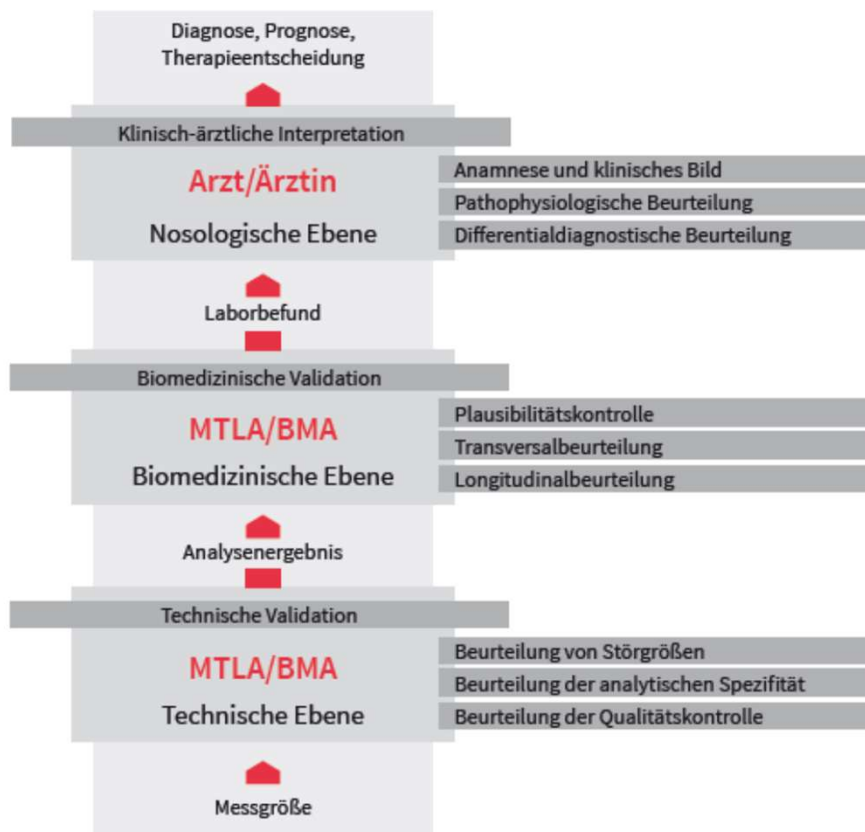 Diagnose, Prognose,
Therapieentscheidung
Klinisch-ärztliche Interpretation
Arzt/Ärztin
Nosologische Ebene
Anamnese und klinisches Bild
Pathophysiologische Beurteilung
Differentialdiagnostische Beurteilung
Laborbefund
Biomedizinische Validation
MTLA/BMA
Biomedizinische Ebene
Plausibilitätskontrolle
Transversalbeurteilung
Longitudinalbeurteilung
Analysenergebnis
Technische Validation
MTLA/BMA
Technische Ebene
Beurteilung von Störgrößen
Beurteilung der analytischen Spezifität
Beurteilung der Qualitätskontrolle
Messgröße